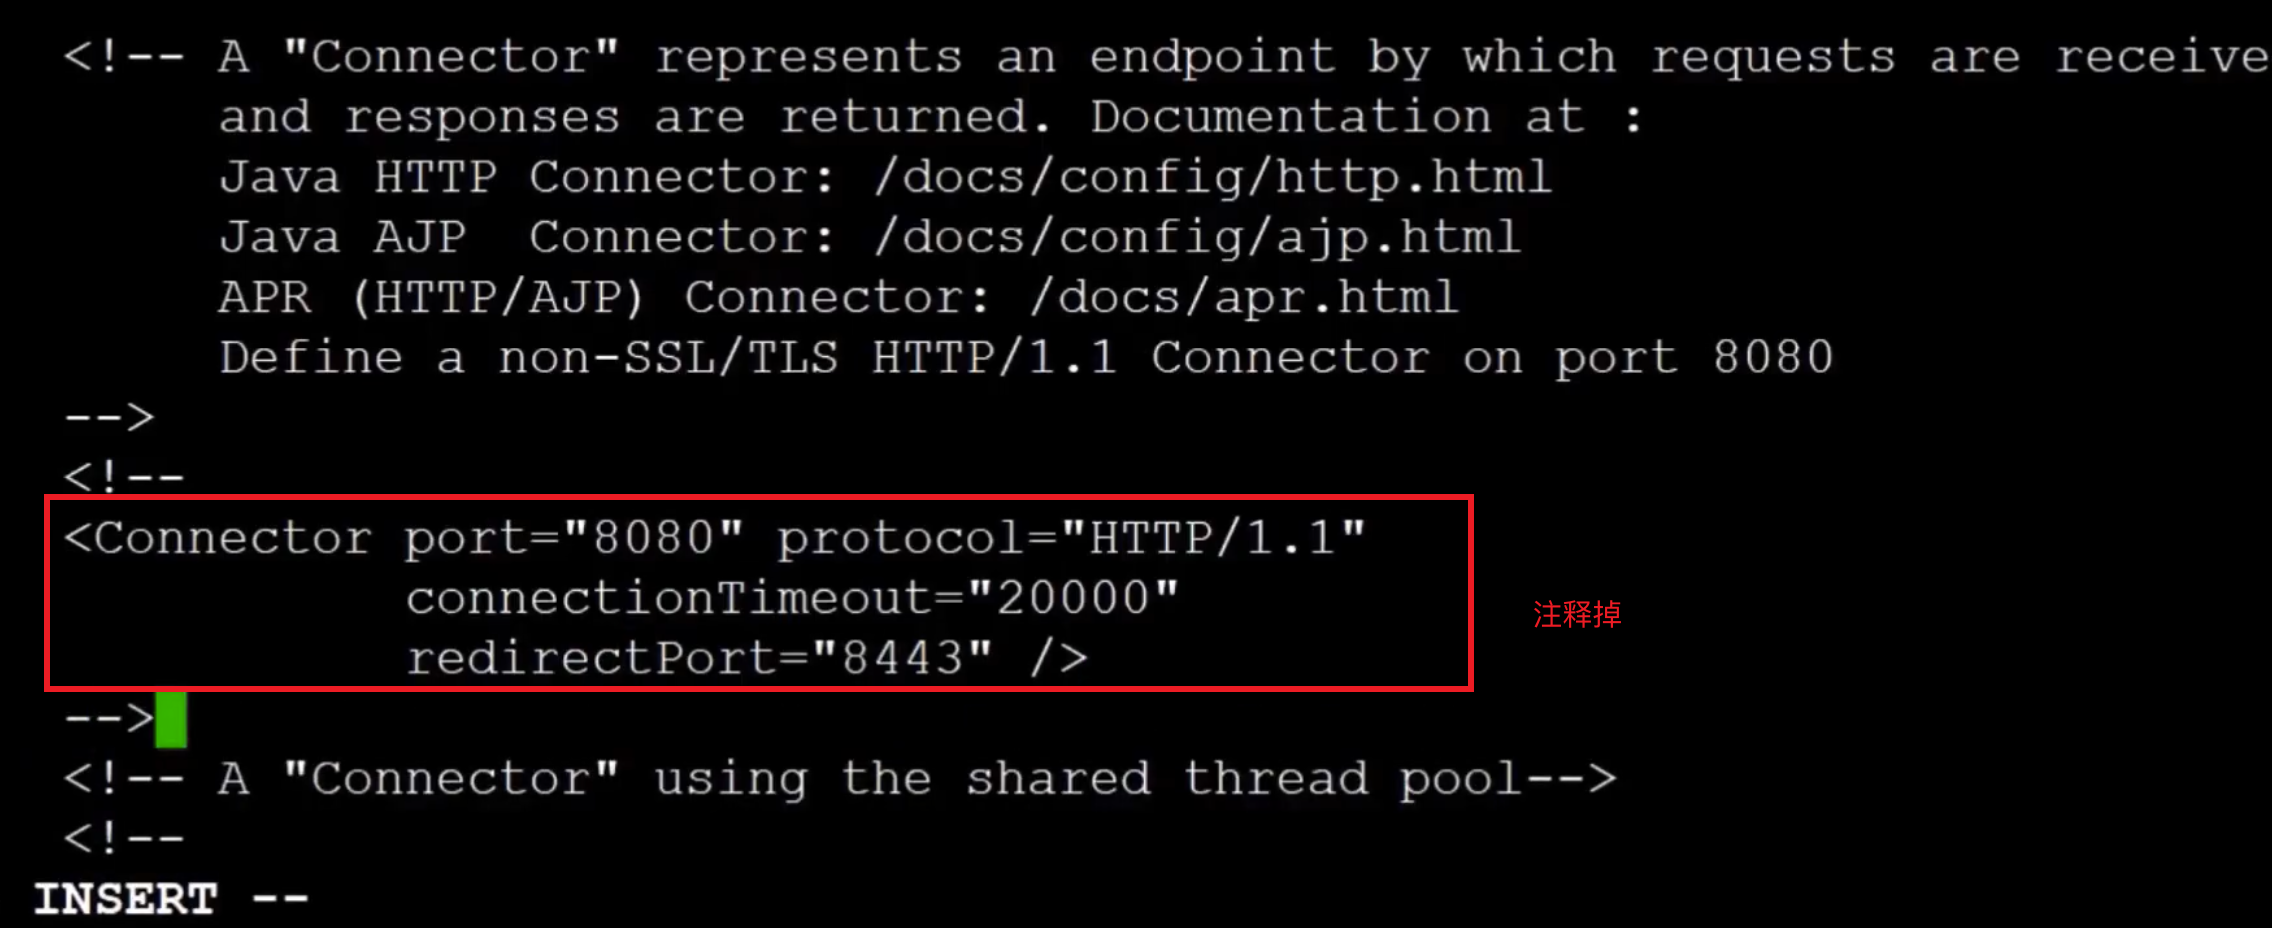 <!-- A "Connector" represents an endpoint by which requests are receive
and responses are returned. Documentation at :
Java HTTP Connector: /docs/config/http.html
Java AJP  Connector: /docs/config/ajp.html
APR (HTTP/AJP) Connector: /docs/apr.html
Define a non-SSL/TLS HTTP/1.1 Connector on port 8080
-->
<!--
<Connector port="8080" protocol="HTTP/1.1"
connectionTimeout="20000"
注释掉
redirectPort="8443" />
-->
<!-- A "Connector" using the shared thread pool-->
<!--
INSERT --